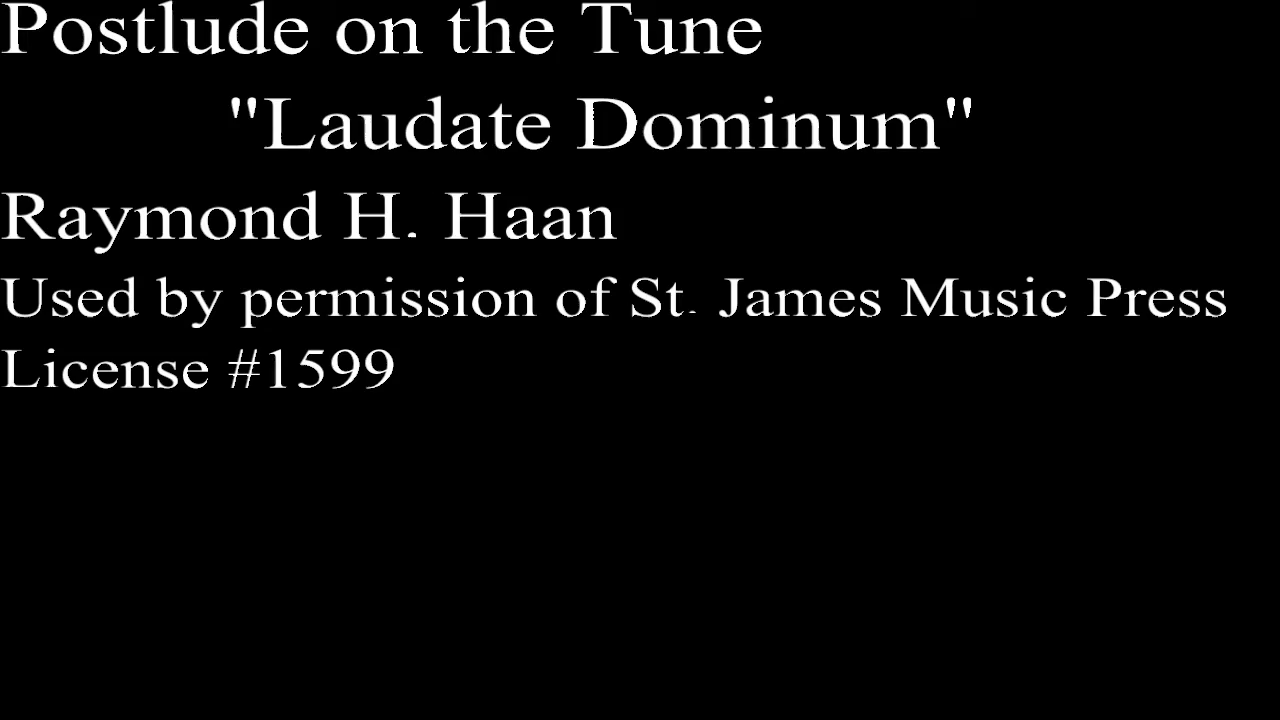 Postlude on the Tune
"Laudate Dominum"
Raymond H. Haan
Used by permission of St. James Music Press
License #1599